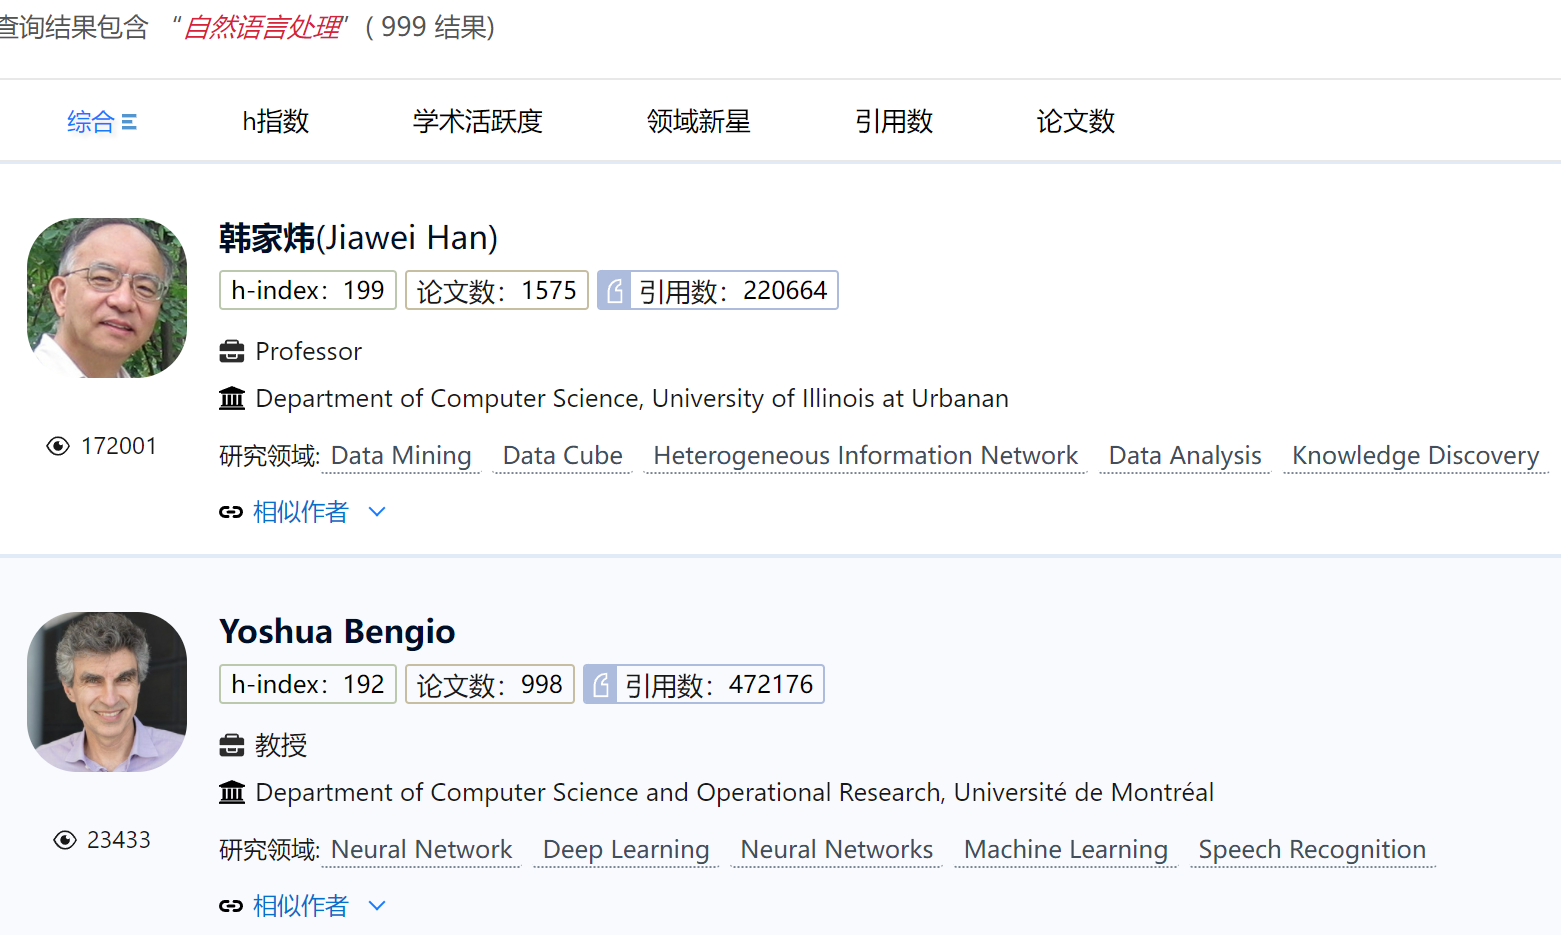 查询结果包含 “自然语言处理” ( 999 结果)
综合 h指数 学术活跃度 领域新星 引用数 论文数
韩家炜(Jiawei Han)
h-index：199 论文数：1575 引用数：220664
Professor
Department of Computer Science, University of Illinois at Urbanan
172001
研究领域: Data Mining Data Cube Heterogeneous Information Network Data Analysis Knowledge Discovery
相似作者
Yoshua Bengio
h-index：192 论文数：998 引用数：472176
教授
Department of Computer Science and Operational Research, Université de Montréal
23433
研究领域: Neural Network Deep Learning Neural Networks Machine Learning Speech Recognition
相似作者